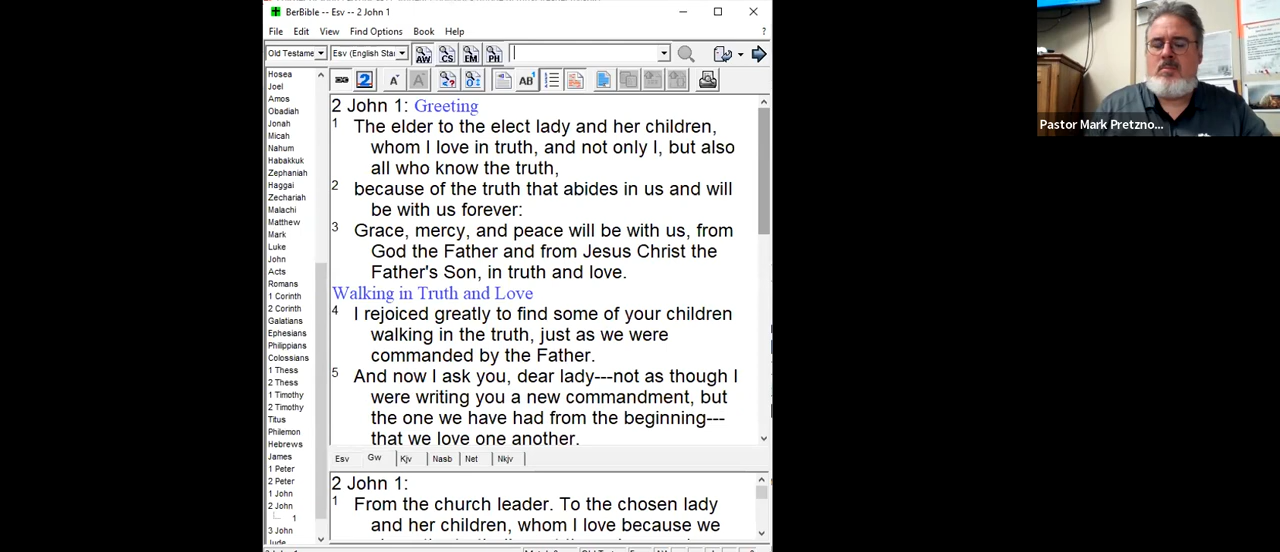 BerBible -- Esv -- 2 John 1
File Edit View Find Options Book Help ?
Old Testame Esv (English Star AW CS EM PH
2 A A AB
Hosea
Joel
Amos
Obadiah
Jonah
Micah
Nahum
Habakkuk
Zephaniah
Haggai
Zechariah
Malachi
Matthew
Mark
Luke
John
Acts
Romans
1 Corinth
2 Corinth
Galatians
Ephesians
Philippians
Colossians
1 Thess
2 Thess
1 Timothy
2 Timothy
Titus
Philemon
Hebrews
James
1 Peter
2 Peter
1 John
2 John
1
3 John
Jude
2 John 1: Greeting
1 The elder to the elect lady and her children,
whom I love in truth, and not only I, but also
all who know the truth,
2 because of the truth that abides in us and will
be with us forever:
3 Grace, mercy, and peace will be with us, from
God the Father and from Jesus Christ the
Father's Son, in truth and love.
Walking in Truth and Love
4 I rejoiced greatly to find some of your children
walking in the truth, just as we were
commanded by the Father.
5 And now I ask you, dear lady---not as though I
were writing you a new commandment, but
the one we have had from the beginning---
that we love one another.
Esv Gw Kjv Nasb Net Nkjv
2 John 1:
1 From the church leader. To the chosen lady
and her children, whom I love because we
Pastor Mark Pretzno...